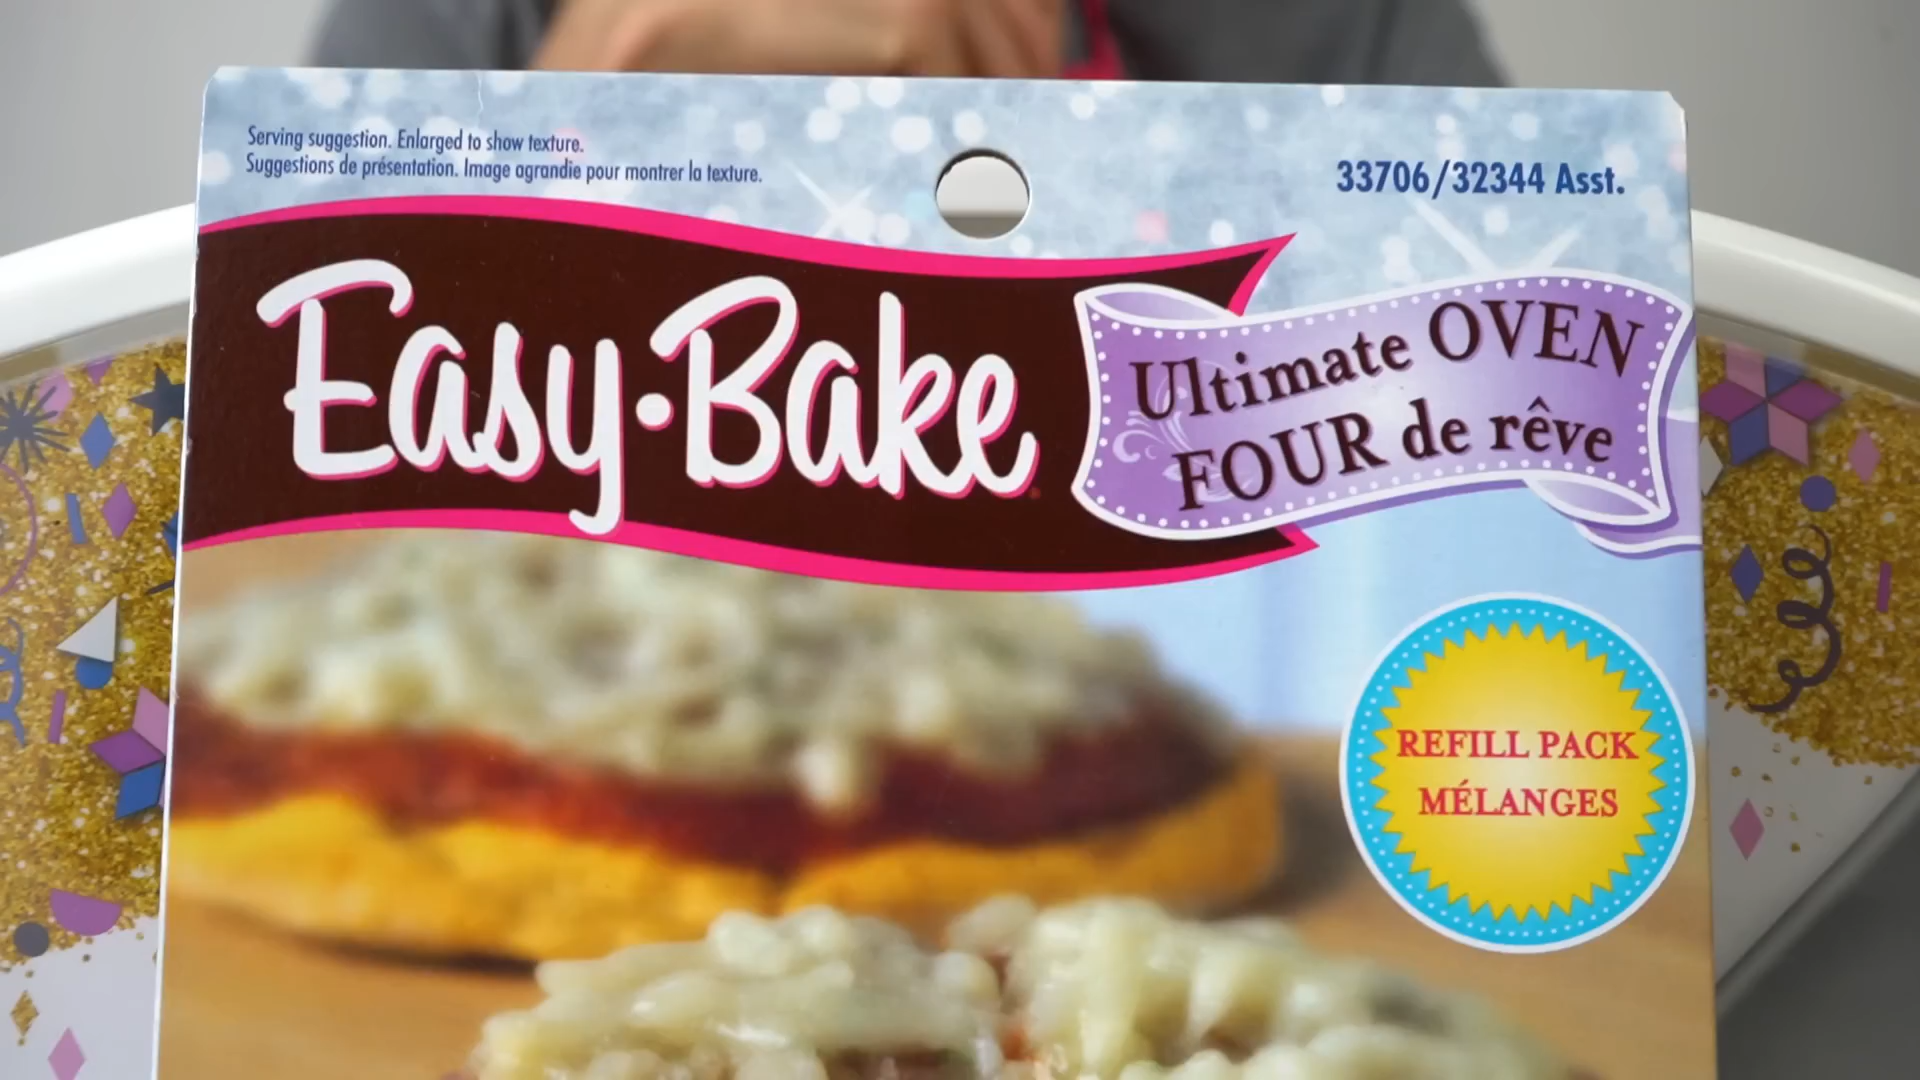 Serving suggestion. Enlarged to show texture.
Suggestions de présentation. Image agrandie pour montrer la texture.
33706/32344 Asst.
Easy·Bake
Ultimate OVEN
FOUR de rêve
REFILL PACK
MÉLANGES